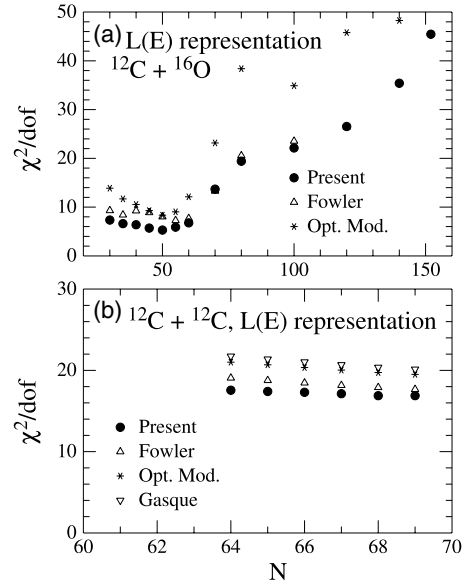 50
(a) L(E) representation
¹²C + ¹⁶O
40
30
χ²/dof
20
Present
Fowler
10
Opt. Mod.
0
50
100
150
30
(b) ¹²C + ¹²C, L(E) representation
20
χ²/dof
10
Present
Fowler
Opt. Mod.
Gasque
0
60
62
64
66
68
70
N